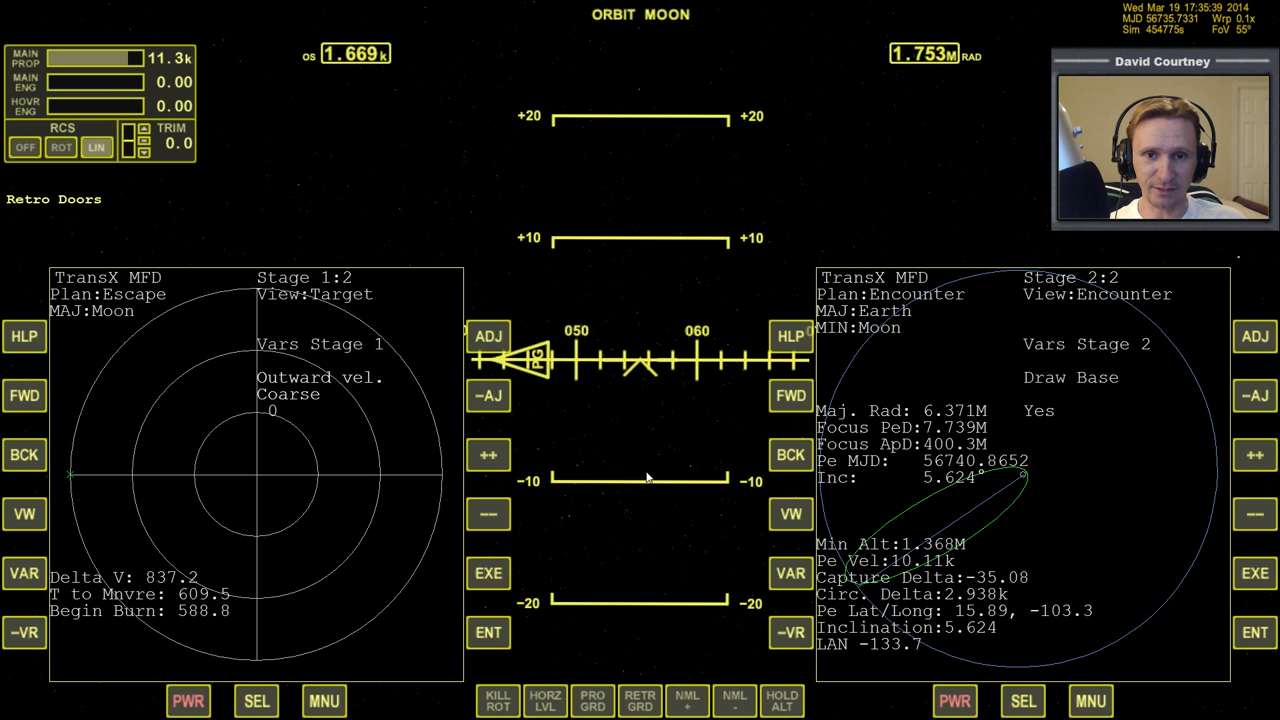 ORBIT MOON
Wed Mar 19 17:35:39 2014
MJD 56735.7331 Wrp 0.1x
Sim 454775s FoV 55°
MAIN PROP 11.3k
MAIN ENG 0.00
HOVR ENG 0.00
RCS
OFF ROT LIN
TRIM
0.0
OS 1.669k
1.753M RAD
David Courtney
Retro Doors
+20 +20
+10 +10
050 060
PG
-10 -10
-20 -20
TransX MFD Stage 1:2
Plan:Escape View:Target
MAJ:Moon
Vars Stage 1
Outward vel.
Coarse
0
Delta V: 837.2
T to Mnvre: 609.5
Begin Burn: 588.8
HLP
FWD
BCK
VW
VAR
-VR
ADJ
-AJ
++
--
EXE
ENT
PWR SEL MNU
KILL ROT
HORZ LVL
PRO GRD
RETR GRD
NML +
NML -
HOLD ALT
TransX MFD Stage 2:2
Plan:Encounter View:Encounter
MAJ:Earth
MIN:Moon
Vars Stage 2
Draw Base
Maj. Rad: 6.371M Yes
Focus PeD:7.739M
Focus ApD:400.3M
Pe MJD: 56740.8652
Inc: 5.624°
Min Alt:1.368M
Pe Vel:10.11k
Capture Delta:-35.08
Circ. Delta:2.938k
Pe Lat/Long: 15.89, -103.3
Inclination:5.624
LAN -133.7
HLP
FWD
BCK
VW
VAR
-VR
ADJ
-AJ
++
--
EXE
ENT
PWR SEL MNU